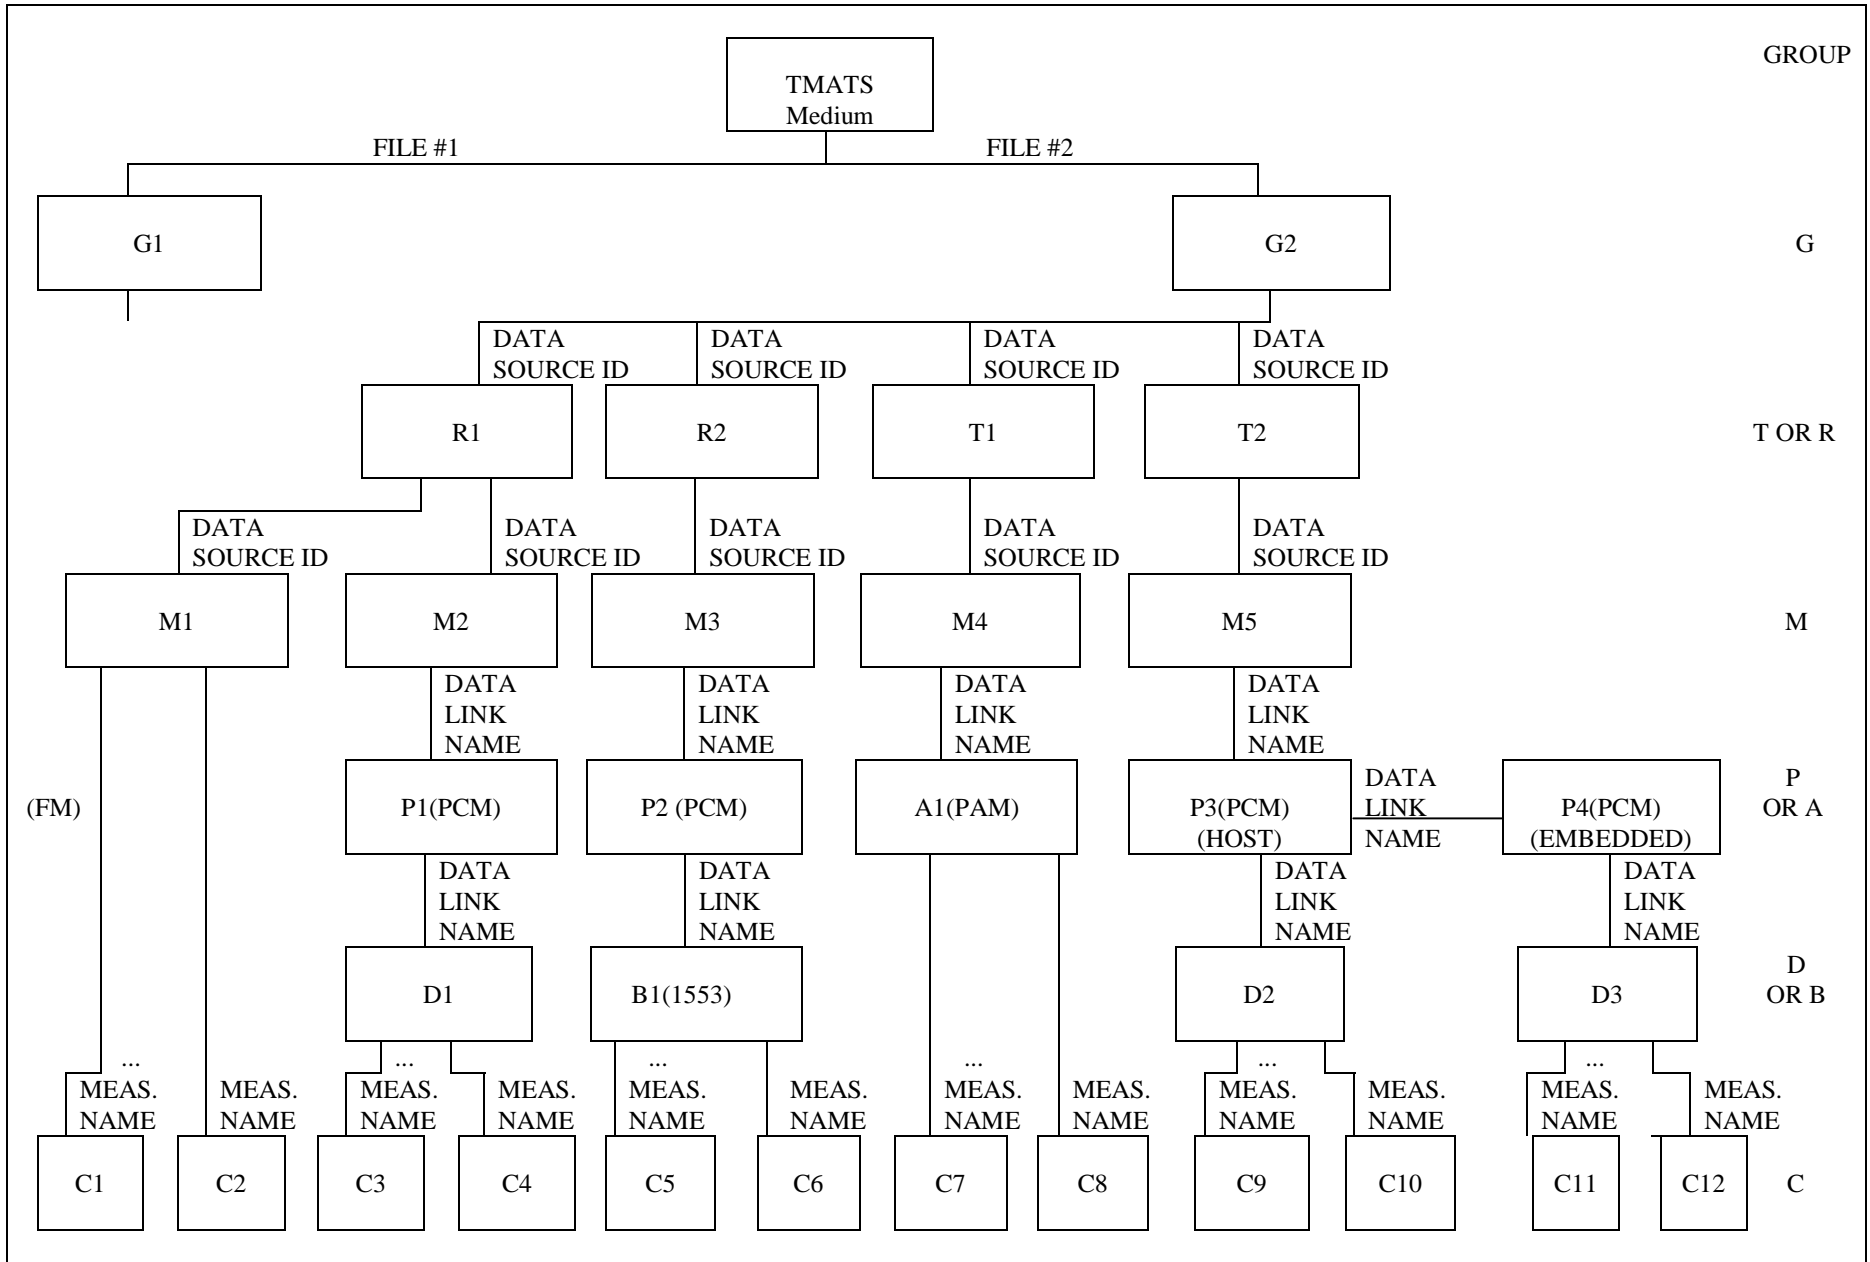 GROUP
TMATS
Medium
FILE #1
FILE #2
G1
G2
G
DATA
SOURCE ID
DATA
SOURCE ID
DATA
SOURCE ID
DATA
SOURCE ID
R1
R2
T1
T2
T OR R
DATA
SOURCE ID
DATA
SOURCE ID
DATA
SOURCE ID
DATA
SOURCE ID
DATA
SOURCE ID
M1
M2
M3
M4
M5
M
DATA
LINK
NAME
DATA
LINK
NAME
DATA
LINK
NAME
DATA
LINK
NAME
(FM)
P1(PCM)
P2 (PCM)
A1(PAM)
P3(PCM)
(HOST)
DATA
LINK
NAME
P4(PCM)
(EMBEDDED)
P
OR A
DATA
LINK
NAME
DATA
LINK
NAME
DATA
LINK
NAME
DATA
LINK
NAME
D1
B1(1553)
D2
D3
D
OR B
...
...
...
...
...
...
MEAS.
NAME
MEAS.
NAME
MEAS.
NAME
MEAS.
NAME
MEAS.
NAME
MEAS.
NAME
MEAS.
NAME
MEAS.
NAME
MEAS.
NAME
MEAS.
NAME
MEAS.
NAME
MEAS.
NAME
C1
C2
C3
C4
C5
C6
C7
C8
C9
C10
C11
C12
C